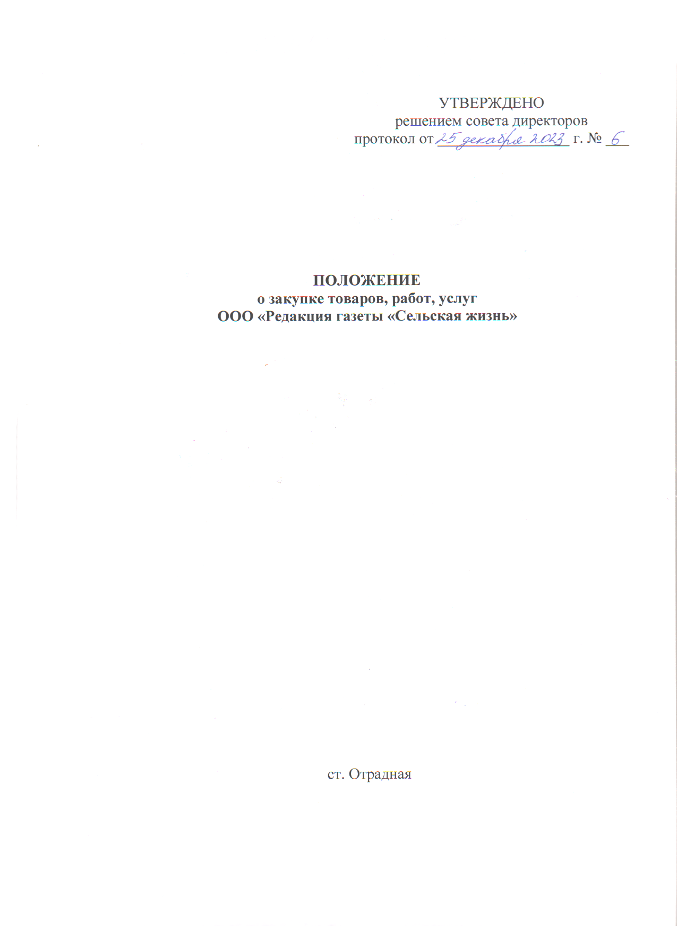 УТВЕРЖДЕНО
решением совета директоров
протокол от 25 декабря 2023 г. № 6
ПОЛОЖЕНИЕ
о закупке товаров, работ, услуг
ООО «Редакция газеты «Сельская жизнь»
ст. Отрадная